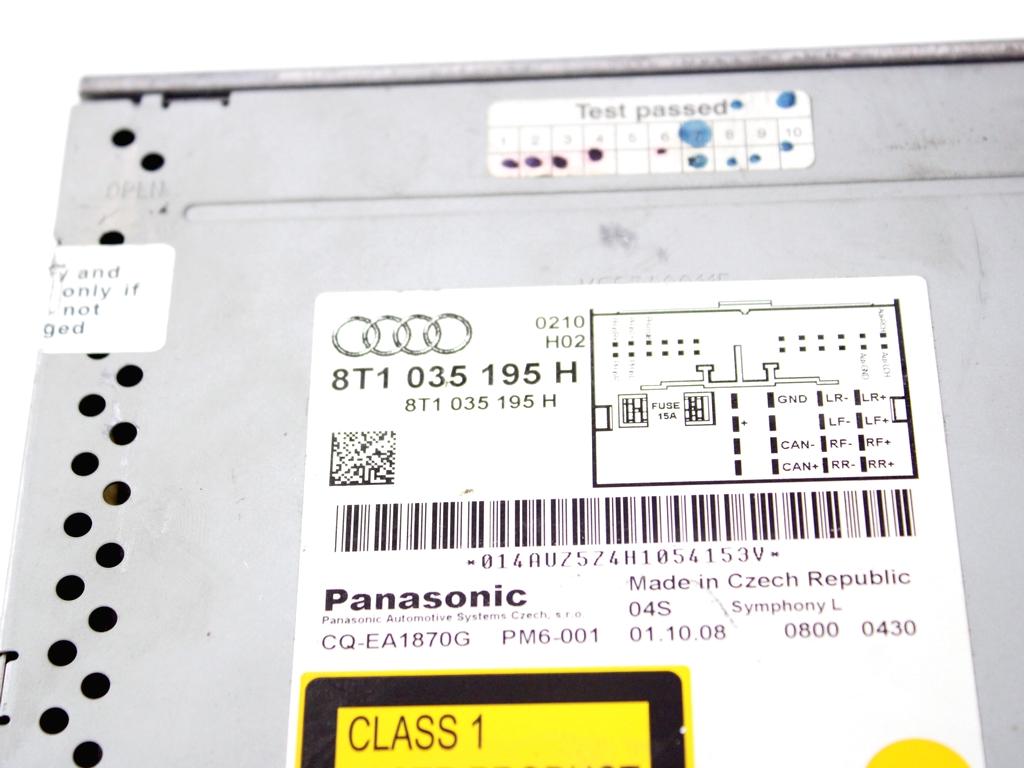 Test passed
1 2 3 4 5 6 7 8 9 10
OPEN
and
only if
not
ged
0210
H02
8T1 035 195 H
8T1 035 195 H
FUSE
15A
+
GND LR- LR+
LF- LF+
CAN- RF- RF+
CAN+ RR- RR+
*014AUZ5Z4H1054153V*
Panasonic
Panasonic Automotive Systems Czech, s.r.o.
Made in Czech Republic
04S Symphony L
CQ-EA1870G PM6-001 01.10.08 0800 0430
CLASS 1